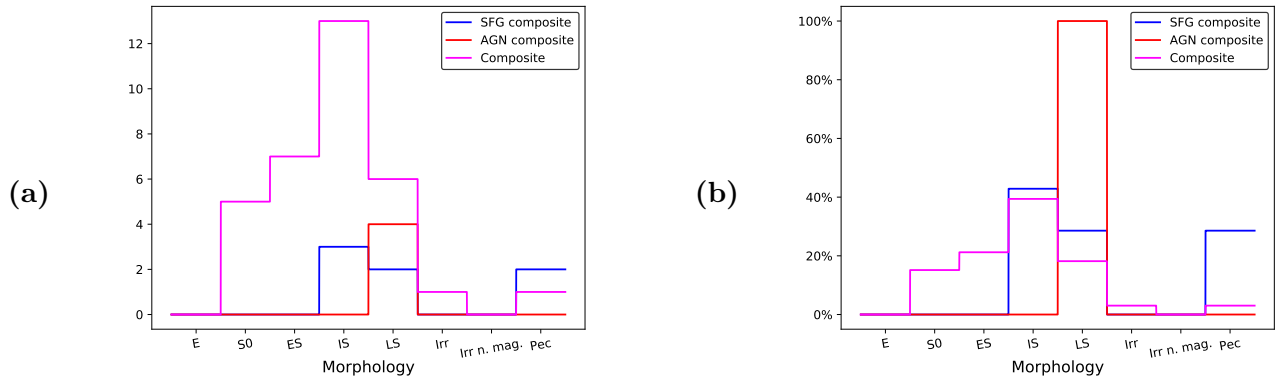 (a)
SFG composite
AGN composite
Composite
12
10
8
6
4
2
0
E S0 ES IS LS Irr Irr n. mag. Pec
Morphology
(b)
SFG composite
AGN composite
Composite
100%
80%
60%
40%
20%
0%
E S0 ES IS LS Irr Irr n. mag. Pec
Morphology